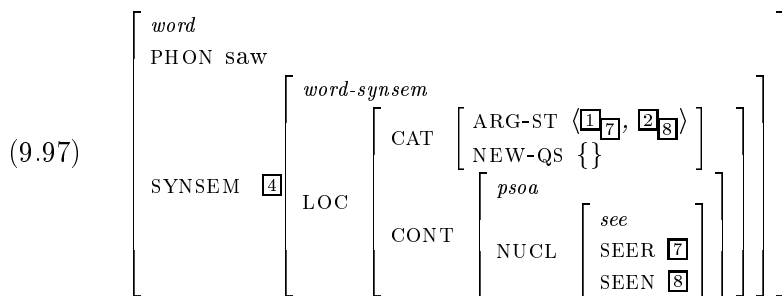 word
PHON saw
word-synsem
ARG-ST ⟨1 7, 2 8⟩
CAT
(9.97)
NEW-QS {}
SYNSEM 4
LOC
psoa
see
CONT
NUCL
SEER 7
SEEN 8